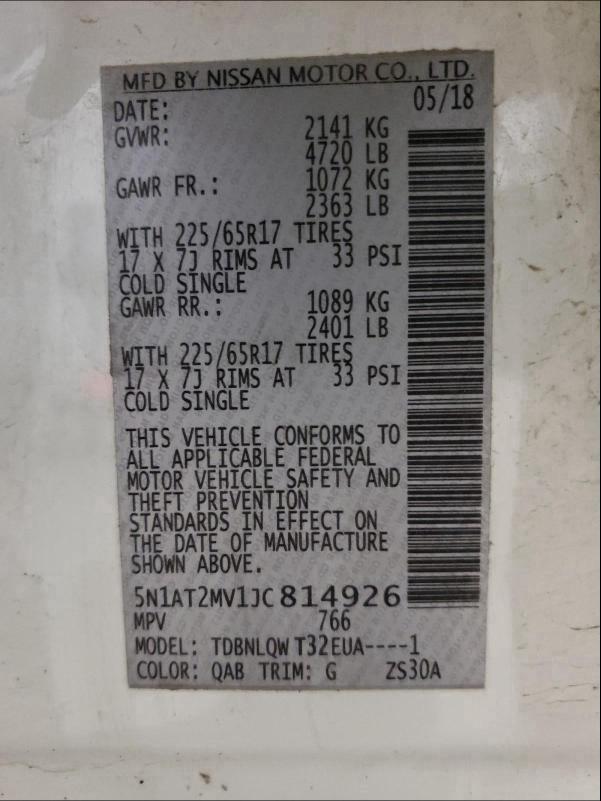 MFD BY NISSAN MOTOR CO., LTD.
DATE: 05/18
GVWR: 2141 KG
4720 LB
GAWR FR.: 1072 KG
2363 LB
WITH 225/65R17 TIRES
17 X 7J RIMS AT 33 PSI
COLD SINGLE
GAWR RR.: 1089 KG
2401 LB
WITH 225/65R17 TIRES
17 X 7J RIMS AT 33 PSI
COLD SINGLE
THIS VEHICLE CONFORMS TO
ALL APPLICABLE FEDERAL
MOTOR VEHICLE SAFETY AND
THEFT PREVENTION
STANDARDS IN EFFECT ON
THE DATE OF MANUFACTURE
SHOWN ABOVE.
5N1AT2MV1JC814926
MPV 766
MODEL: TDBNLQW T32EUA----1
COLOR: QAB TRIM: G ZS30A